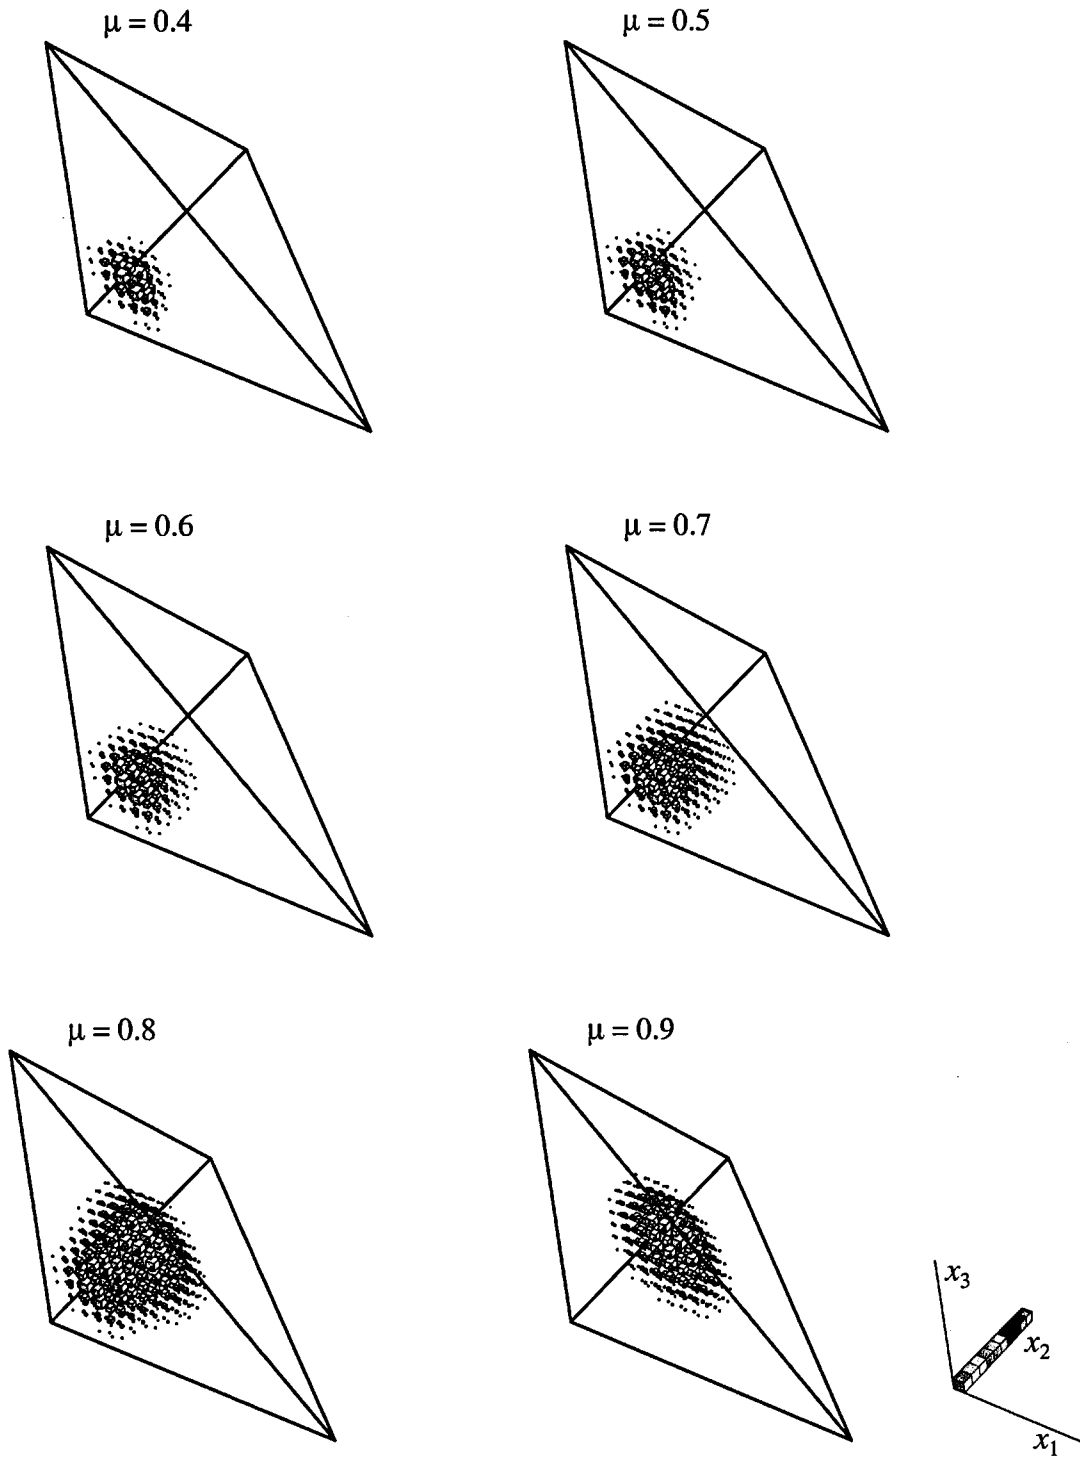 μ = 0.4
μ = 0.5
μ = 0.6
μ = 0.7
μ = 0.8
μ = 0.9
x₃
x₂
x₁